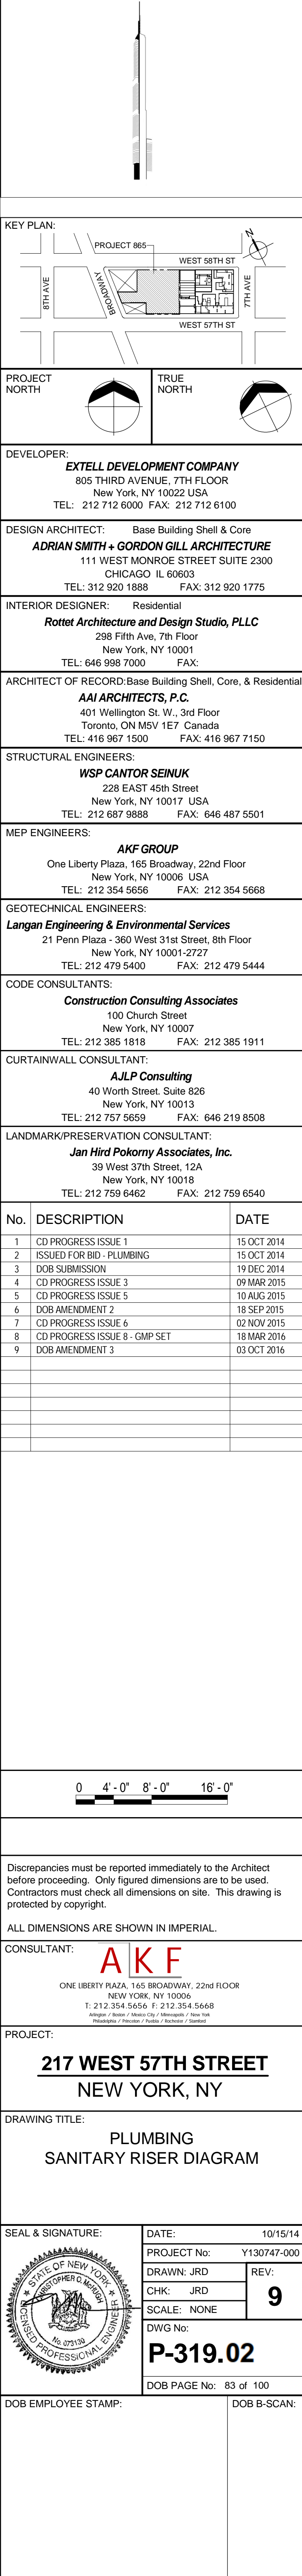 KEY PLAN:
N
PROJECT 865
WEST 58TH ST
8TH AVE
BROADWAY
7TH AVE
WEST 57TH ST
PROJECT
NORTH
TRUE
NORTH
DEVELOPER:
EXTELL DEVELOPMENT COMPANY
805 THIRD AVENUE, 7TH FLOOR
New York, NY 10022 USA
TEL: 212 712 6000 FAX: 212 712 6100
DESIGN ARCHITECT: Base Building Shell & Core
ADRIAN SMITH + GORDON GILL ARCHITECTURE
111 WEST MONROE STREET SUITE 2300
CHICAGO IL 60603
TEL: 312 920 1888 FAX: 312 920 1775
INTERIOR DESIGNER: Residential
Rottet Architecture and Design Studio, PLLC
298 Fifth Ave, 7th Floor
New York, NY 10001
TEL: 646 998 7000 FAX:
ARCHITECT OF RECORD:Base Building Shell, Core, & Residential
AAI ARCHITECTS, P.C.
401 Wellington St. W., 3rd Floor
Toronto, ON M5V 1E7 Canada
TEL: 416 967 1500 FAX: 416 967 7150
STRUCTURAL ENGINEERS:
WSP CANTOR SEINUK
228 EAST 45th Street
New York, NY 10017 USA
TEL: 212 687 9888 FAX: 646 487 5501
MEP ENGINEERS:
AKF GROUP
One Liberty Plaza, 165 Broadway, 22nd Floor
New York, NY 10006 USA
TEL: 212 354 5656 FAX: 212 354 5668
GEOTECHNICAL ENGINEERS:
Langan Engineering & Environmental Services
21 Penn Plaza - 360 West 31st Street, 8th Floor
New York, NY 10001-2727
TEL: 212 479 5400 FAX: 212 479 5444
CODE CONSULTANTS:
Construction Consulting Associates
100 Church Street
New York, NY 10007
TEL: 212 385 1818 FAX: 212 385 1911
CURTAINWALL CONSULTANT:
AJLP Consulting
40 Worth Street. Suite 826
New York, NY 10013
TEL: 212 757 5659 FAX: 646 219 8508
LANDMARK/PRESERVATION CONSULTANT:
Jan Hird Pokorny Associates, Inc.
39 West 37th Street, 12A
New York, NY 10018
TEL: 212 759 6462 FAX: 212 759 6540
No. DESCRIPTION DATE
1 CD PROGRESS ISSUE 1 15 OCT 2014
2 ISSUED FOR BID - PLUMBING 15 OCT 2014
3 DOB SUBMISSION 19 DEC 2014
4 CD PROGRESS ISSUE 3 09 MAR 2015
5 CD PROGRESS ISSUE 5 10 AUG 2015
6 DOB AMENDMENT 2 18 SEP 2015
7 CD PROGRESS ISSUE 6 02 NOV 2015
8 CD PROGRESS ISSUE 8 - GMP SET 18 MAR 2016
9 DOB AMENDMENT 3 03 OCT 2016
0 4' - 0" 8' - 0" 16' - 0"
Discrepancies must be reported immediately to the Architect
before proceeding. Only figured dimensions are to be used.
Contractors must check all dimensions on site. This drawing is
protected by copyright.
ALL DIMENSIONS ARE SHOWN IN IMPERIAL.
CONSULTANT:
AKF
ONE LIBERTY PLAZA, 165 BROADWAY, 22nd FLOOR
NEW YORK, NY 10006
T: 212.354.5656 F: 212.354.5668
Arlington / Boston / Mexico City / Minneapolis / New York
Philadelphia / Princeton / Puebla / Rochester / Stamford
PROJECT:
217 WEST 57TH STREET
NEW YORK, NY
DRAWING TITLE:
PLUMBING
SANITARY RISER DIAGRAM
SEAL & SIGNATURE:
STATE OF NEW YORK
CHRISTOPHER D. McHUGH
No. 073130
LICENSED PROFESSIONAL ENGINEER
DATE: 10/15/14
PROJECT No: Y130747-000
DRAWN: JRD
CHK: JRD
SCALE: NONE
REV:
9
DWG No:
P-319.02
DOB PAGE No: 83 of 100
DOB EMPLOYEE STAMP:
DOB B-SCAN: